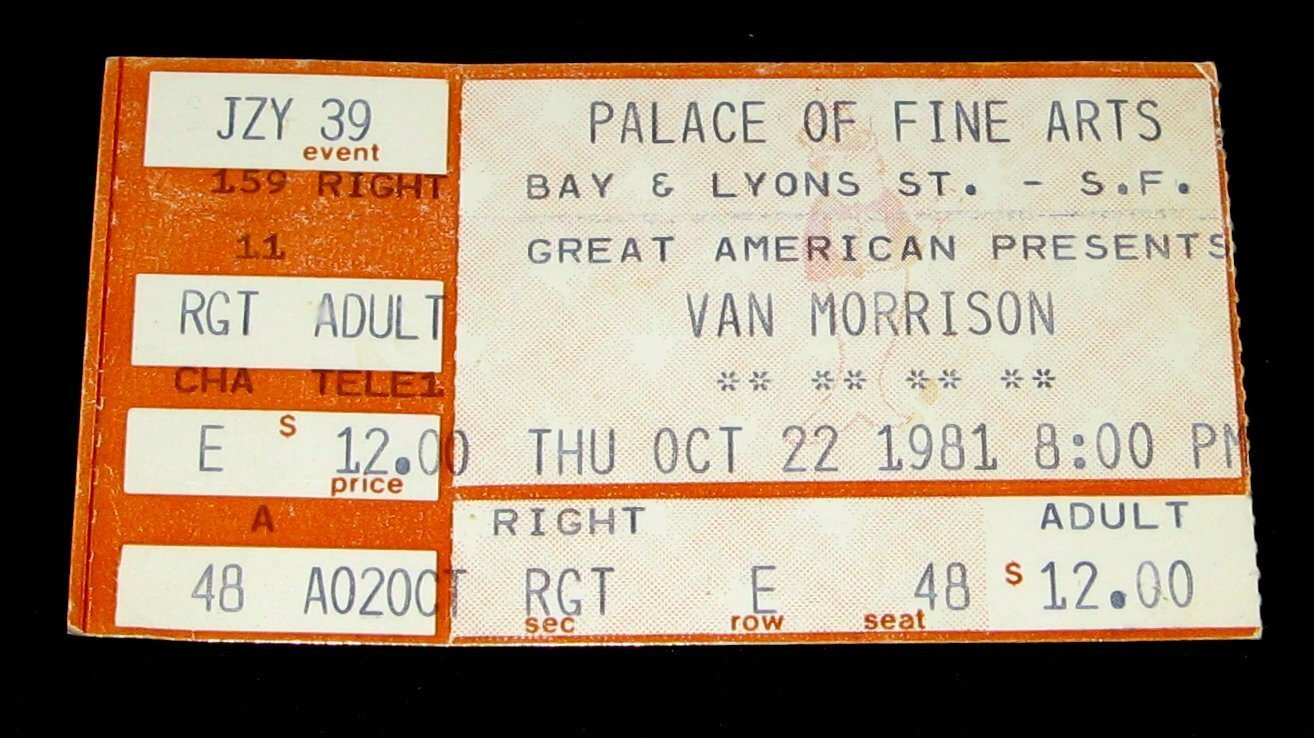 JZY 39
event
159 RIGHT
11
RGT ADULT
CHA TELE1
E $ 12.00
price
A
48 A02OCT
PALACE OF FINE ARTS
BAY & LYONS ST. - S.F.
GREAT AMERICAN PRESENTS
VAN MORRISON
** ** ** **
THU OCT 22 1981 8:00 PM
RIGHT ADULT
RGT E 48 $ 12.00
sec row seat